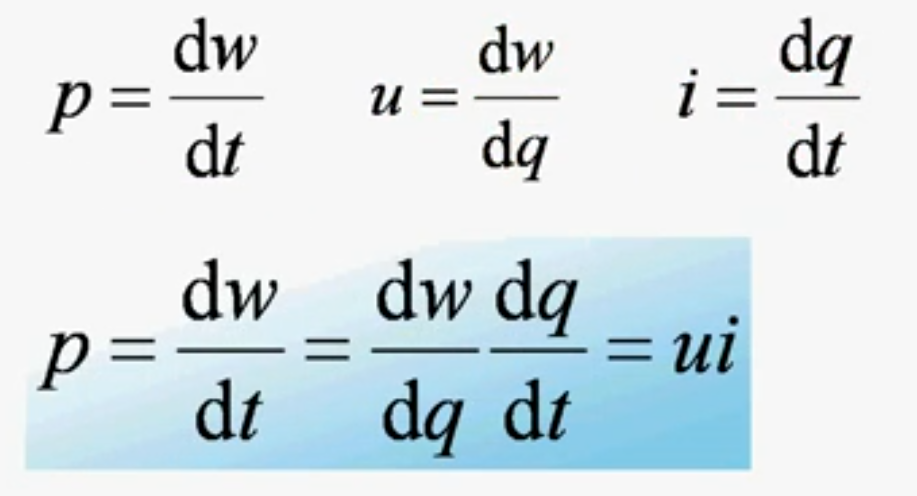 p = dw/dt u = dw/dq i = dq/dt
p = dw/dt = dw/dq dq/dt = ui